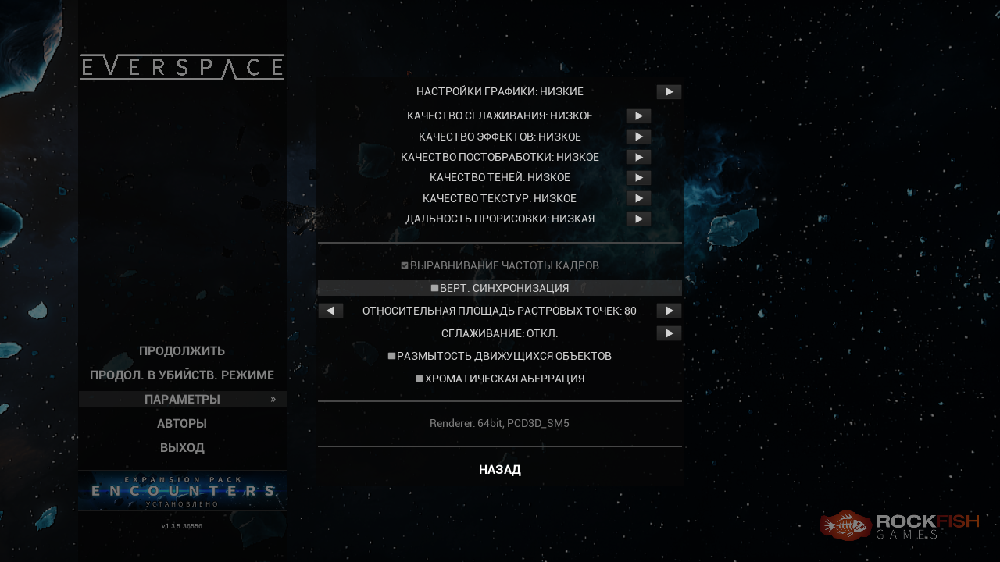 EVERSPACE
НАСТРОЙКИ ГРАФИКИ: НИЗКИЕ
КАЧЕСТВО СГЛАЖИВАНИЯ: НИЗКОЕ
КАЧЕСТВО ЭФФЕКТОВ: НИЗКОЕ
КАЧЕСТВО ПОСТОБРАБОТКИ: НИЗКОЕ
КАЧЕСТВО ТЕНЕЙ: НИЗКОЕ
КАЧЕСТВО ТЕКСТУР: НИЗКОЕ
ДАЛЬНОСТЬ ПРОРИСОВКИ: НИЗКАЯ
ВЫРАВНИВАНИЕ ЧАСТОТЫ КАДРОВ
ВЕРТ. СИНХРОНИЗАЦИЯ
ОТНОСИТЕЛЬНАЯ ПЛОЩАДЬ РАСТРОВЫХ ТОЧЕК: 80
СГЛАЖИВАНИЕ: ОТКЛ.
РАЗМЫТОСТЬ ДВИЖУЩИХСЯ ОБЪЕКТОВ
ХРОМАТИЧЕСКАЯ АБЕРРАЦИЯ
Renderer: 64bit, PCD3D_SM5
НАЗАД
ПРОДОЛЖИТЬ
ПРОДОЛ. В УБИЙСТВ. РЕЖИМЕ
ПАРАМЕТРЫ »
АВТОРЫ
ВЫХОД
EXPANSION PACK
ENCOUNTERS
УСТАНОВЛЕНО
v.1.3.5.36556
ROCKFISH
GAMES